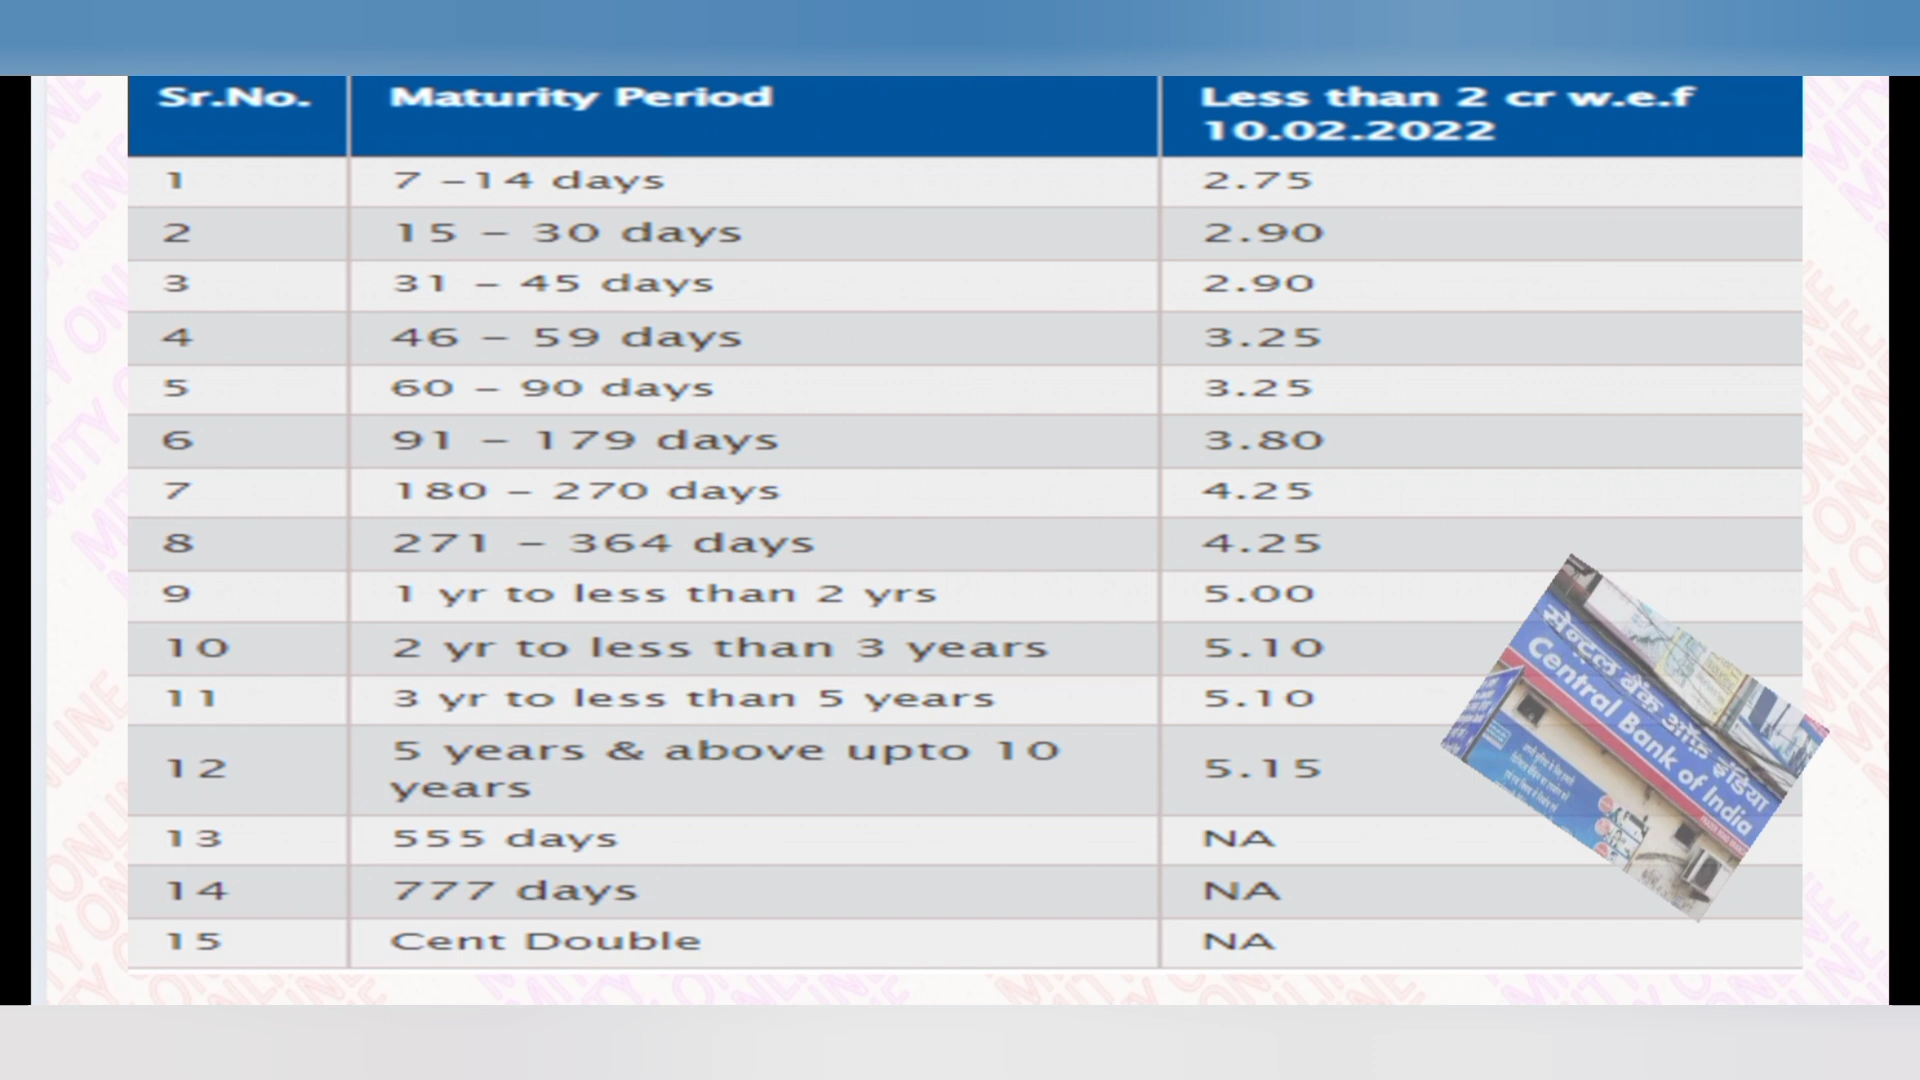 Sr.No. Maturity Period Less than 2 cr w.e.f
10.02.2022
1 7 –14 days 2.75
2 15 – 30 days 2.90
3 31 – 45 days 2.90
4 46 – 59 days 3.25
5 60 – 90 days 3.25
6 91 – 179 days 3.80
7 180 – 270 days 4.25
8 271 – 364 days 4.25
9 1 yr to less than 2 yrs 5.00
10 2 yr to less than 3 years 5.10
11 3 yr to less than 5 years 5.10
12 5 years & above upto 10 5.15
years
13 555 days NA
14 777 days NA
15 Cent Double NA
सेन्ट्रल बैंक ऑफ इंडिया
Central Bank of India
MITY ONLINE